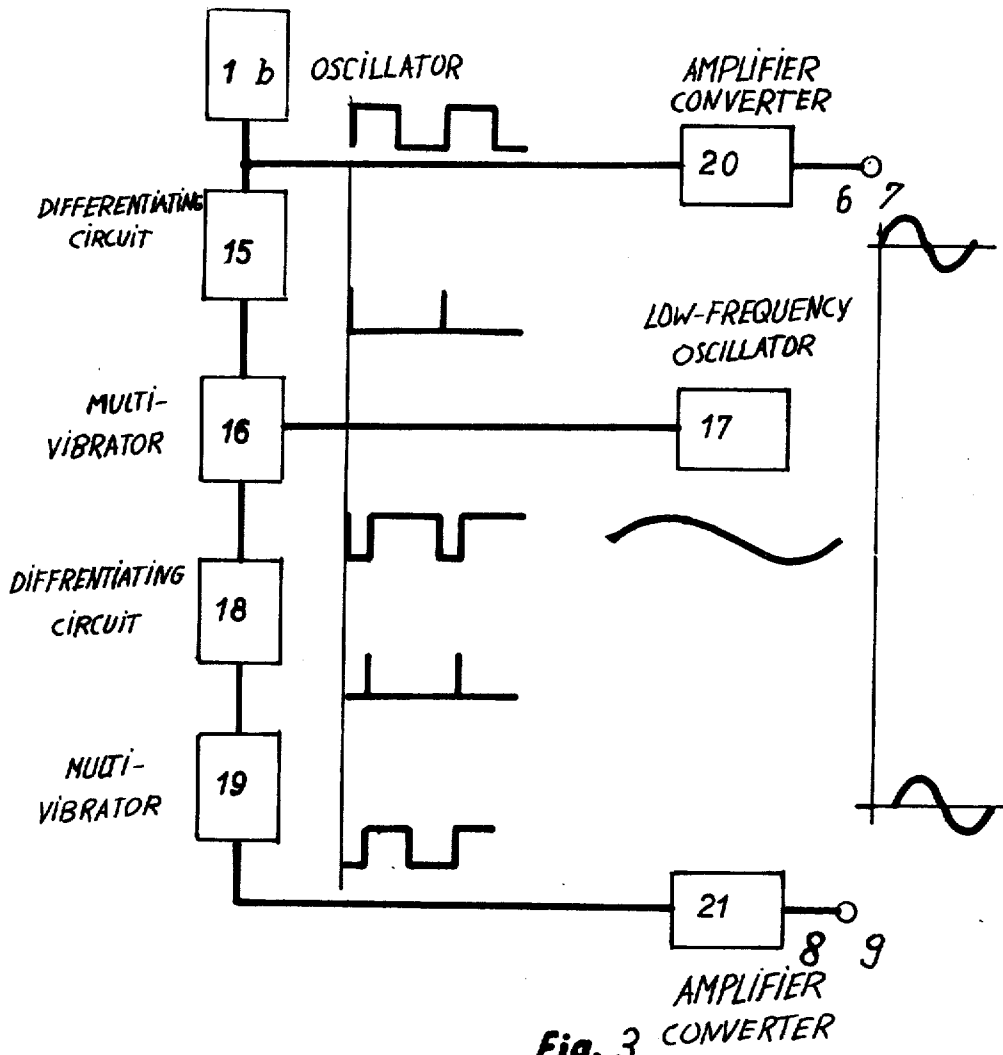 1 b
OSCILLATOR
AMPLIFIER
CONVERTER
20
6 7
DIFFERENTIATING
CIRCUIT
15
LOW-FREQUENCY
OSCILLATOR
MULTI-
VIBRATOR
16
17
DIFFRENTIATING
CIRCUIT
18
MULTI-
VIBRATOR
19
21
8 9
AMPLIFIER
CONVERTER
Fig. 3